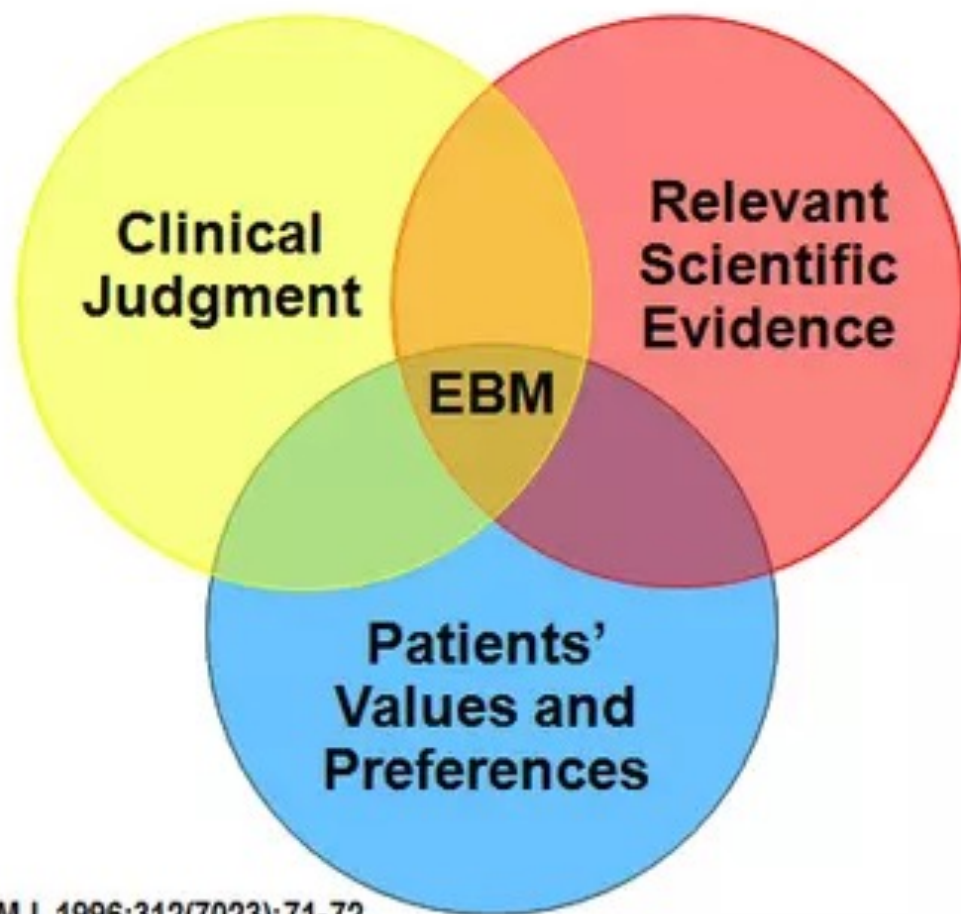 Clinical
Judgment
Relevant
Scientific
Evidence
EBM
Patients’
Values and
Preferences
1996;312(7023):71-72